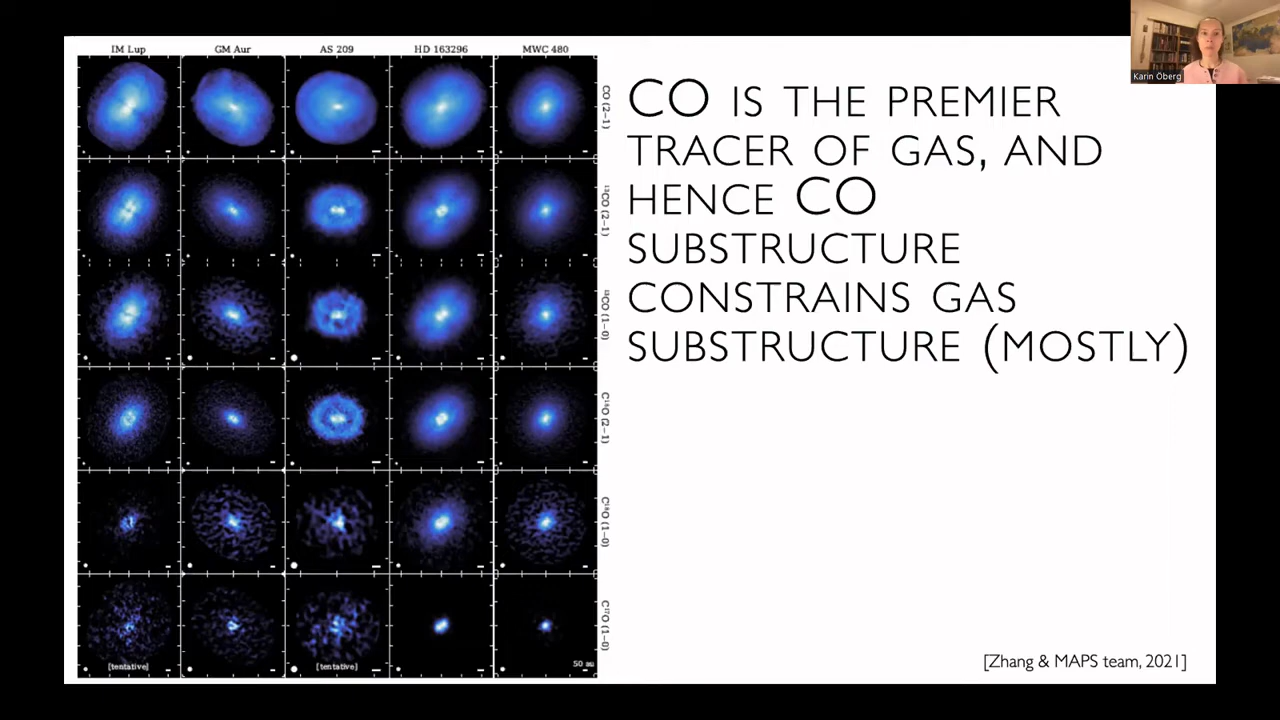 IM Lup
GM Aur
AS 209
HD 163296
MWC 480
CO (2−1)
¹³CO (2−1)
¹³CO (1−0)
C¹⁸O (2−1)
C¹⁸O (1−0)
C¹⁷O (1−0)
[tentative]
[tentative]
50 au
CO IS THE PREMIER
TRACER OF GAS, AND
HENCE CO
SUBSTRUCTURE
CONSTRAINS GAS
SUBSTRUCTURE (MOSTLY)
[Zhang & MAPS team, 2021]
Karin Öberg